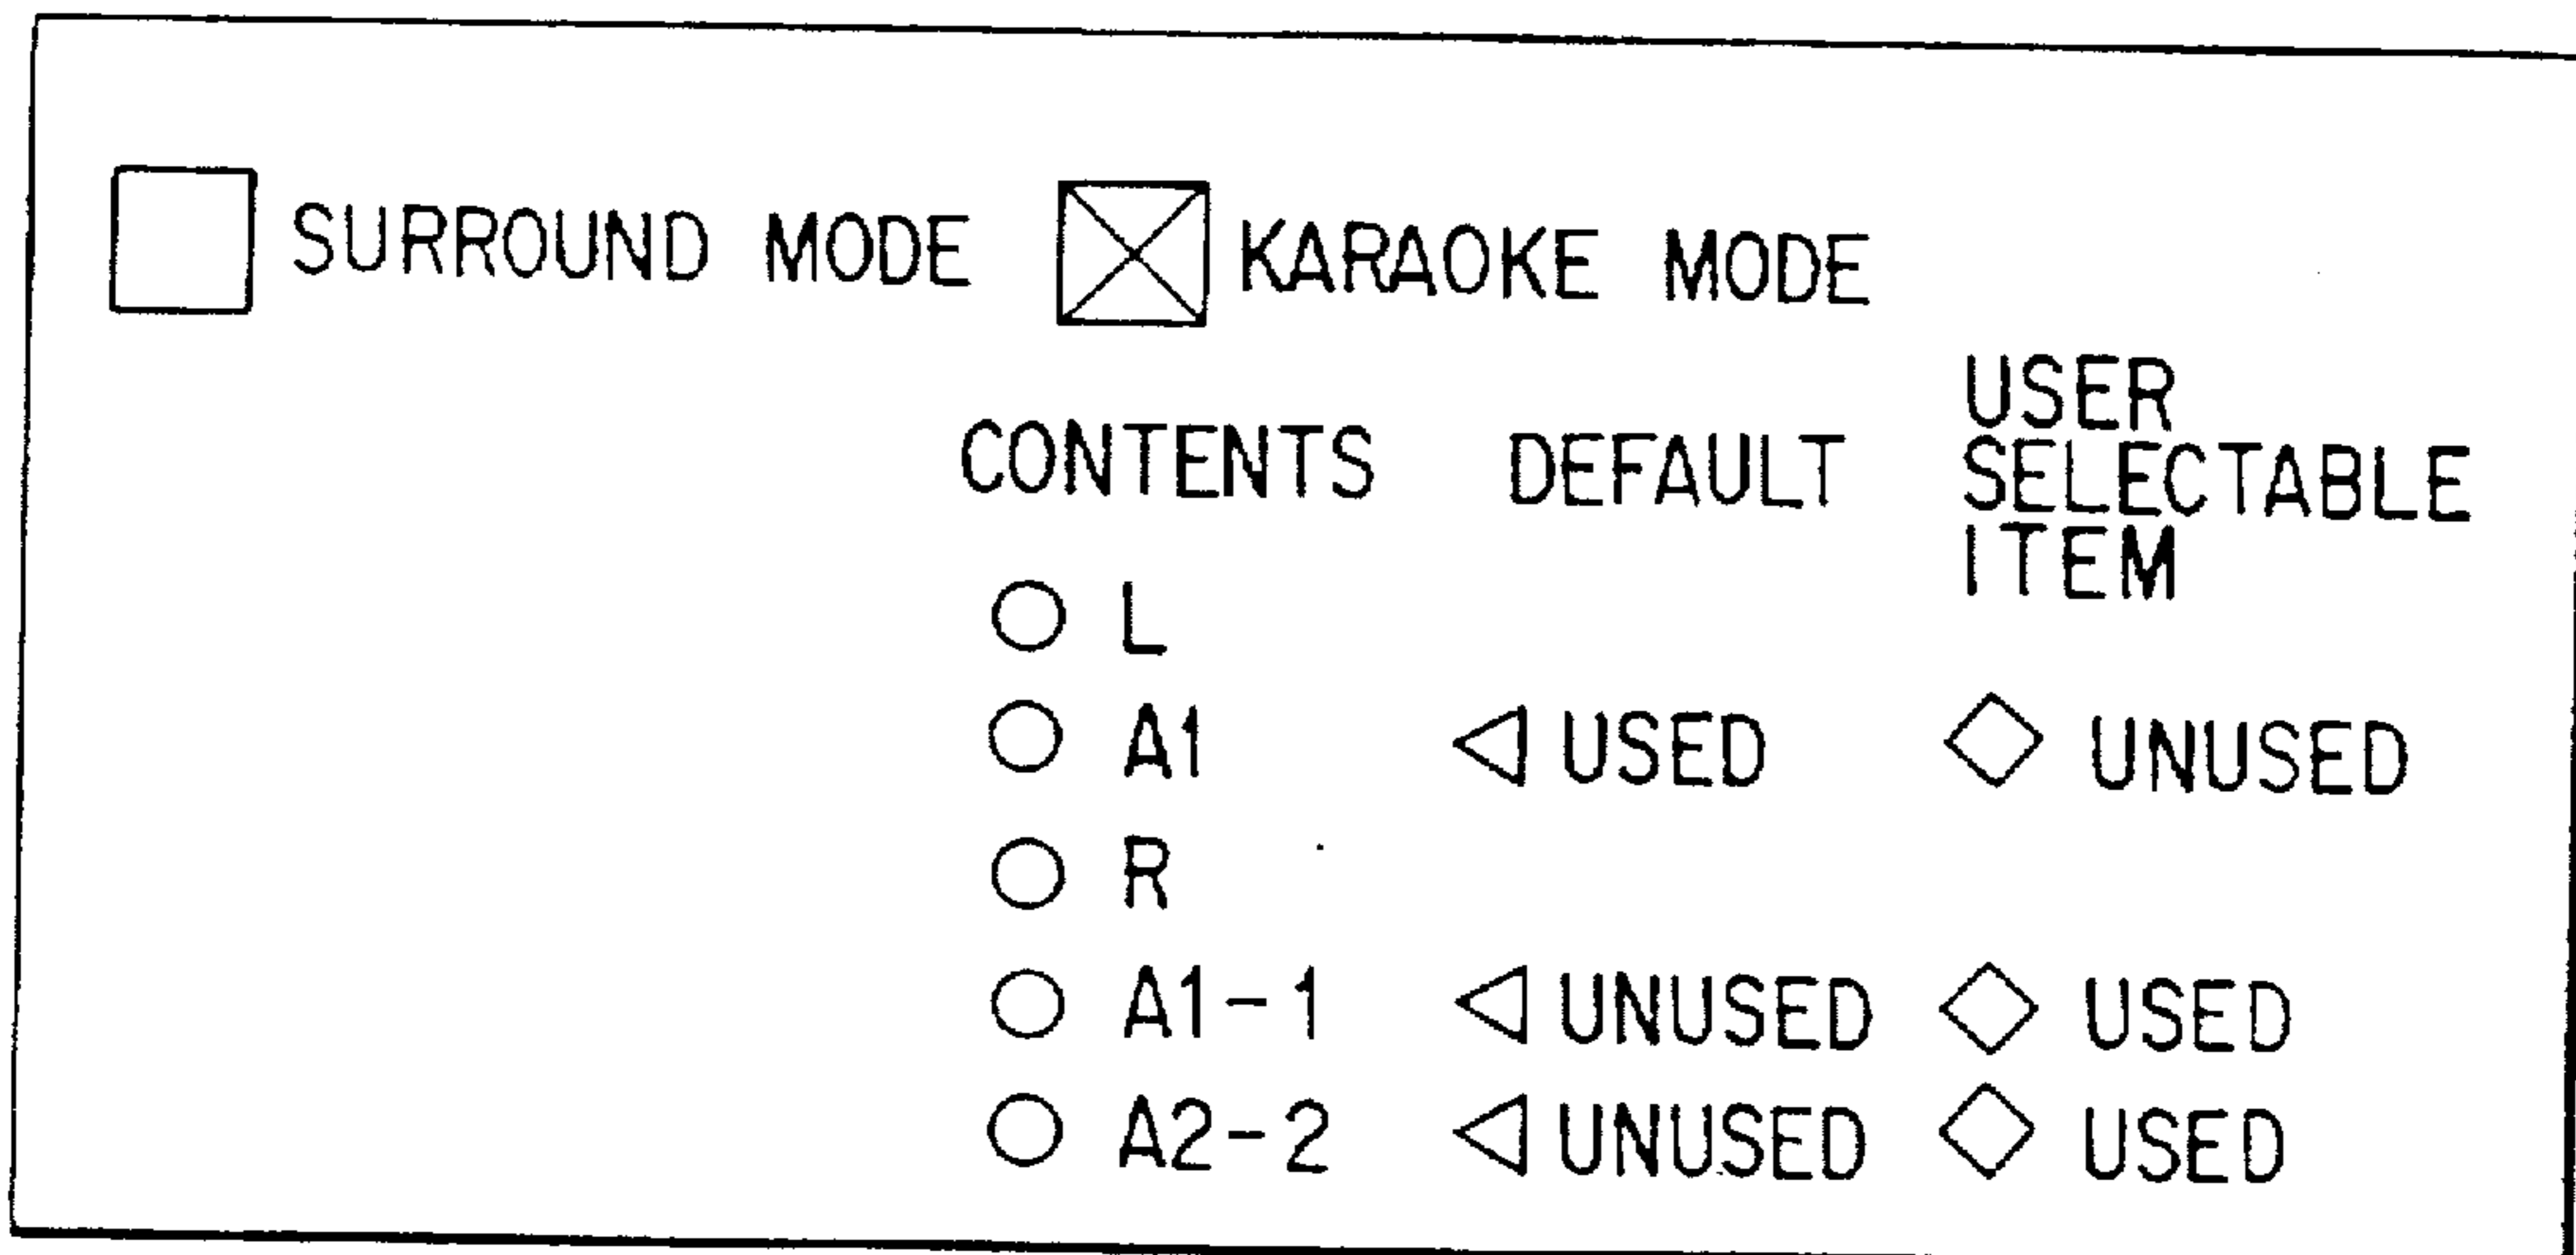 SURROUND MODE KARAOKE MODE
CONTENTS DEFAULT USER SELECTABLE ITEM
L
A1 USED UNUSED
R
A1-1 UNUSED USED
A2-2 UNUSED USED